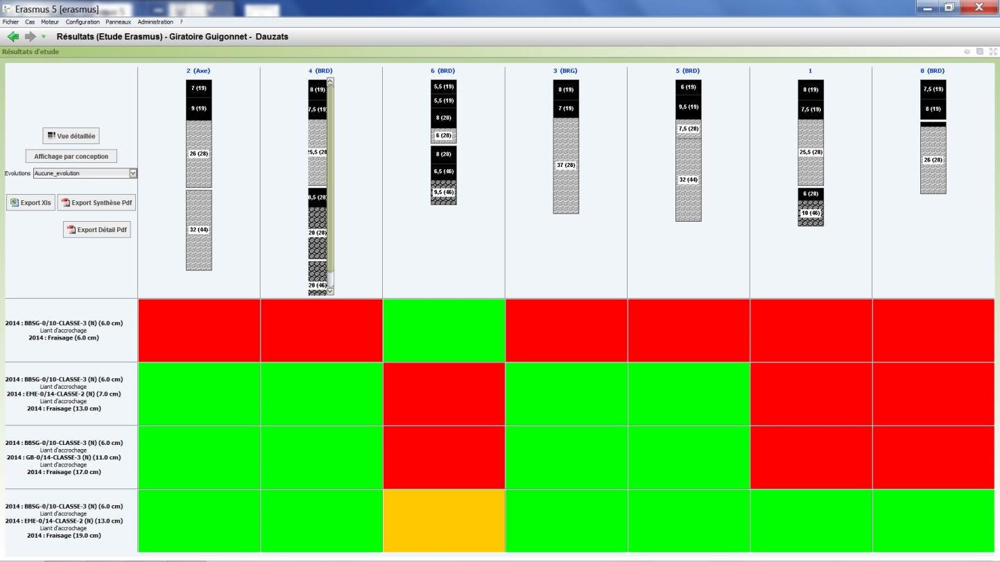 Erasmus 5 [erasmus]
Fichier Cas Moteur Configuration Panneaux Administration ?
Résultats (Etude Erasmus) - Giratoire Guigonnet - Dauzats
Résultats d'etude
2 (Axe)
4 (BRD)
6 (BRD)
3 (BRG)
5 (BRD)
1
8 (BRD)
7 (19)
9 (19)
26 (28)
32 (44)
8 (19)
7,5 (19)
25,5 (28
8,5 (28)
20 (28)
20 (46)
5,5 (19)
5,5 (19)
8 (28)
6 (28)
8 (28)
6,5 (46)
9,5 (46)
8 (19)
7 (19)
37 (28)
6 (19)
9,5 (19)
7,5 (28)
32 (44)
8 (19)
7,5 (19)
25,5 (28)
6 (28)
10 (46)
7,5 (19)
8 (19)
26 (28)
Vue détaillée
Affichage par conception
Evolutions Aucune_evolution
Export Xls
Export Synthèse Pdf
Export Détail Pdf
2014 : BBSG-0/10-CLASSE-3 (N) (6.0 cm)
Liant d'accrochage
2014 : Fraisage (6.0 cm)
2014 : BBSG-0/10-CLASSE-3 (N) (6.0 cm)
Liant d'accrochage
2014 : EME-0/14-CLASSE-2 (N) (7.0 cm)
Liant d'accrochage
2014 : Fraisage (13.0 cm)
2014 : BBSG-0/10-CLASSE-3 (N) (6.0 cm)
Liant d'accrochage
2014 : GB-0/14-CLASSE-3 (N) (11.0 cm)
Liant d'accrochage
2014 : Fraisage (17.0 cm)
2014 : BBSG-0/10-CLASSE-3 (N) (6.0 cm)
Liant d'accrochage
2014 : EME-0/14-CLASSE-2 (N) (13.0 cm)
Liant d'accrochage
2014 : Fraisage (19.0 cm)